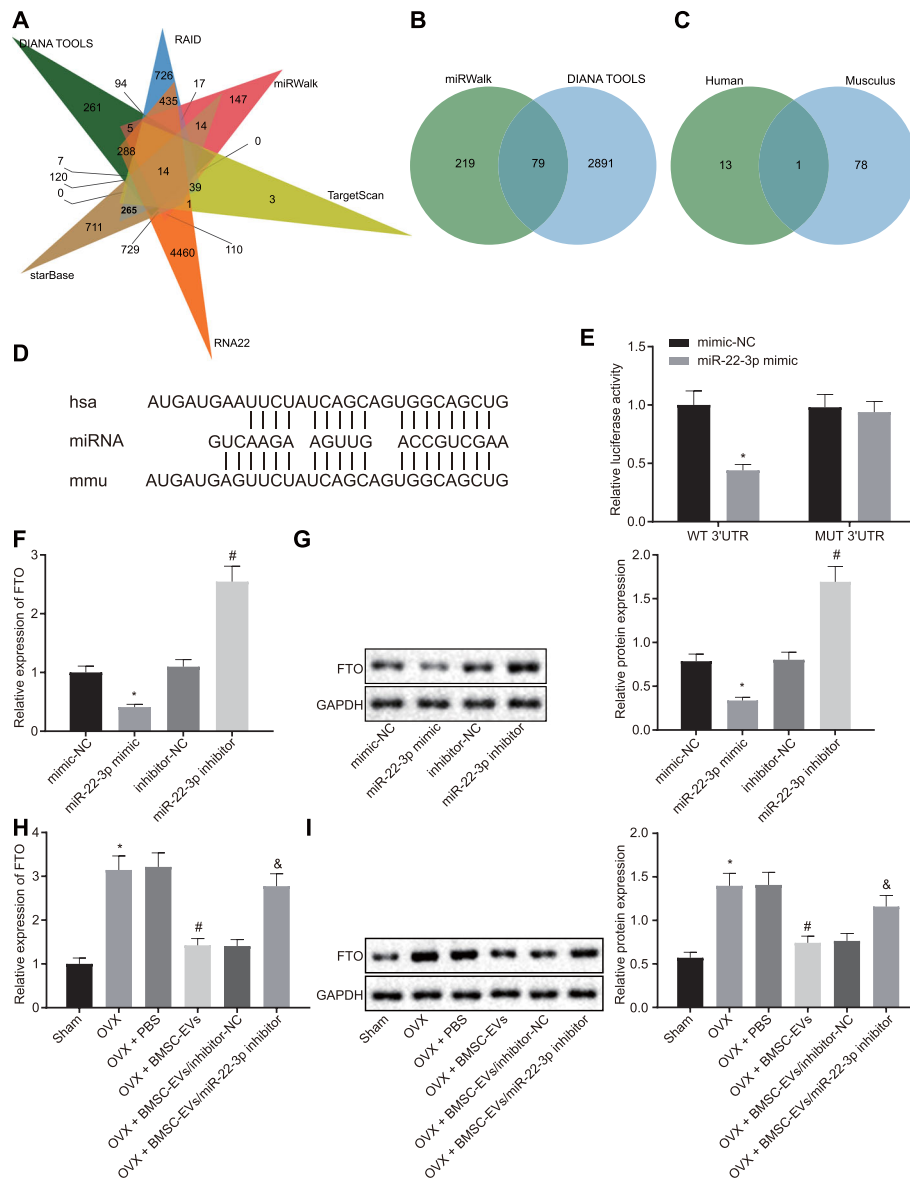 A
DIANA TOOLS
RAID
miRWalk
TargetScan
RNA22
starBase
726
17
94
435
147
261
5
14
0
288
7
120
0
14
39
1
3
265
711
729
4460
110
B
miRWalk
DIANA TOOLS
219
79
2891
C
Human
Musculus
13
1
78
D
hsa AUGAUGAAUUCUAUCAGCAGUGGCAGCUG
miRNA GUCAAGA AGUUG ACCGUCGAA
mmu AUGAUGAGUUCUAUCAGCAGUGGCAGCUG
E
mimic-NC
miR-22-3p mimic
Relative luciferase activity
1.5
1.0
0.5
0.0
*
WT 3'UTR
MUT 3'UTR
F
Relative expression of FTO
3
2
1
0
*
#
mimic-NC
miR-22-3p mimic
inhibitor-NC
miR-22-3p inhibitor
G
FTO
GAPDH
mimic-NC
miR-22-3p mimic
inhibitor-NC
miR-22-3p inhibitor
Relative protein expression
2.0
1.5
1.0
0.5
0.0
*
#
mimic-NC
miR-22-3p mimic
inhibitor-NC
miR-22-3p inhibitor
H
Relative expression of FTO
4
3
2
1
0
*
#
&
Sham
OVX
OVX + PBS
OVX + BMSC-EVs
OVX + BMSC-EVs/inhibitor-NC
OVX + BMSC-EVs/miR-22-3p inhibitor
I
FTO
GAPDH
Sham
OVX
OVX + PBS
OVX + BMSC-EVs
OVX + BMSC-EVs/inhibitor-NC
OVX + BMSC-EVs/miR-22-3p inhibitor
Relative protein expression
2.0
1.5
1.0
0.5
0.0
*
#
&
Sham
OVX
OVX + PBS
OVX + BMSC-EVs
OVX + BMSC-EVs/inhibitor-NC
OVX + BMSC-EVs/miR-22-3p inhibitor